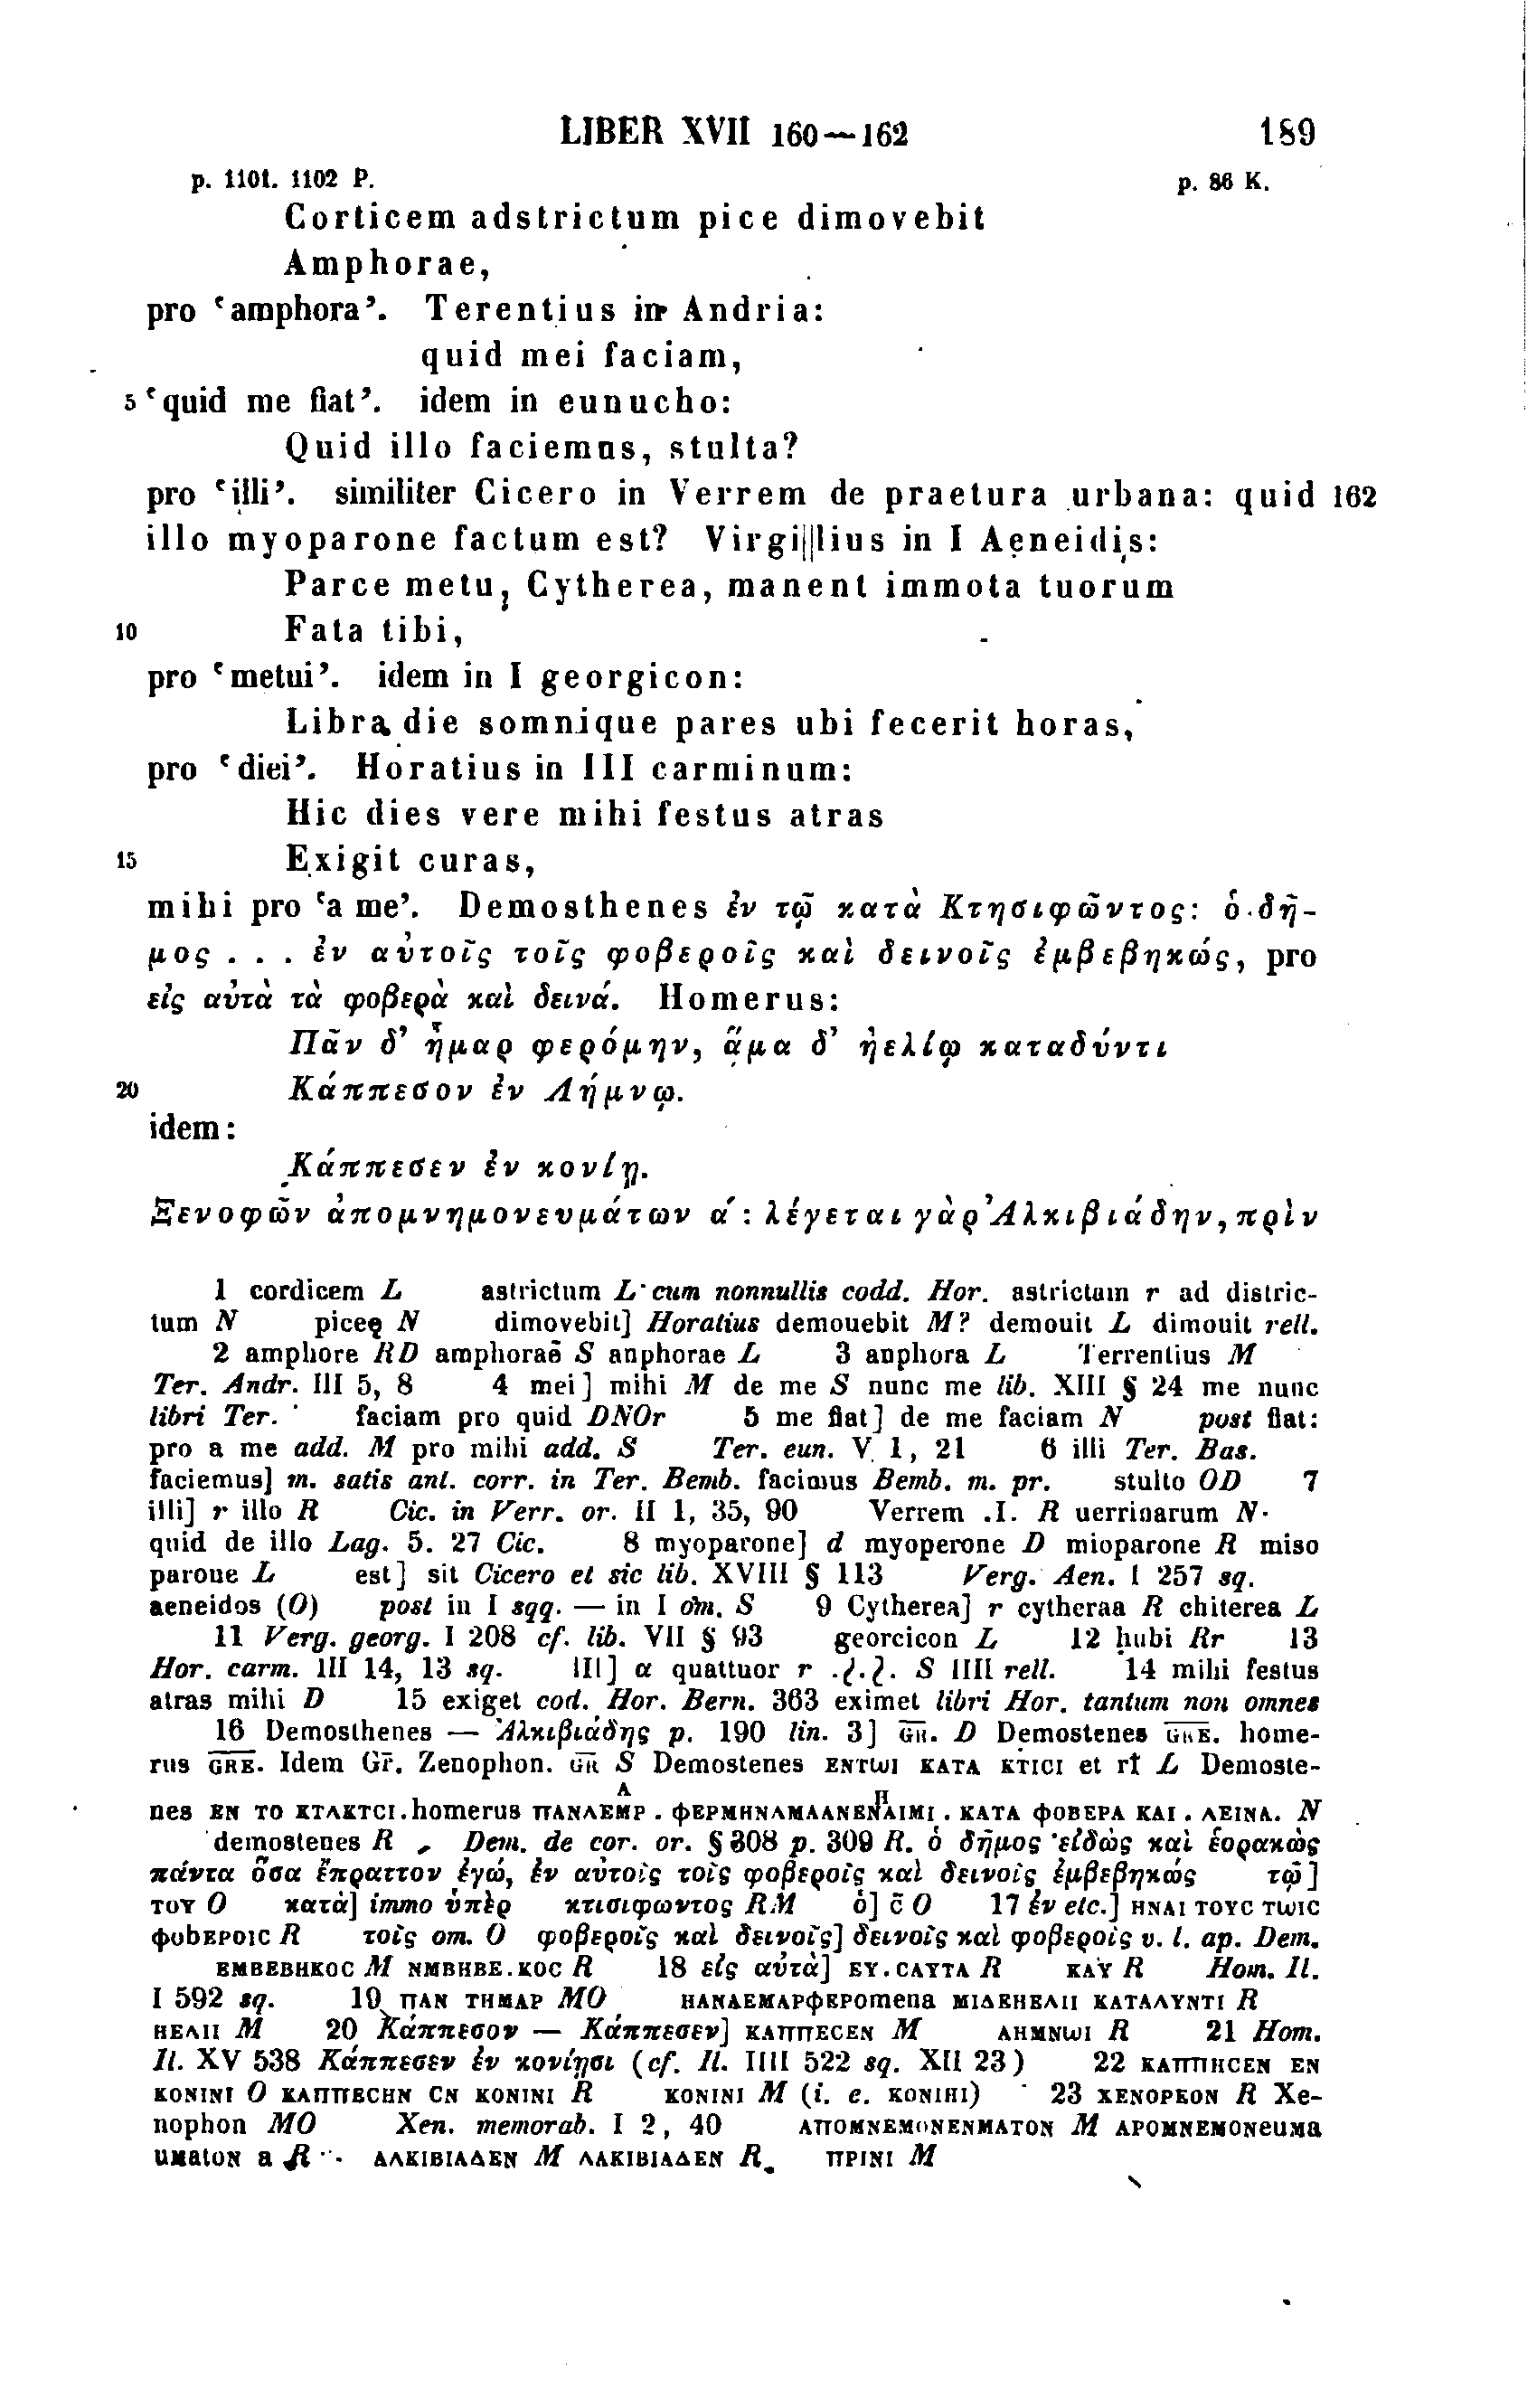 LIBER XVII 160—162 189
p. 1101. 1102 P. p. 86 K.
Corticem adstrictum pice dimovebit
Amphorae,
pro ‘amphora’. Terentius in Andria:
quid mei faciam,
5 ‘quid me fiat’. idem in eunucho:
Quid illo faciemus, stulta?
pro ‘illi’. similiter Cicero in Verrem de praetura urbana: quid 162
illo myoparone factum est? Virgi||lius in I Aeneidis:
Parce metu, Cytherea, manent immota tuorum
10 Fata tibi,
pro ‘metui’. idem in I georgicon:
Libra die somnique pares ubi fecerit horas,
pro ‘diei’. Horatius in III carminum:
Hic dies vere mihi festus atras
15 Exigit curas,
mihi pro ‘a me’. Demosthenes ἐν τῷ κατὰ Κτησιφῶντος: ὁ δῆ-
μος . . . ἐν αὐτοῖς τοῖς φοβεροῖς καὶ δεινοῖς ἐμβεβηκώς, pro
εἰς αὐτὰ τὰ φοβερὰ καὶ δεινά. Homerus:
Πᾶν δ’ ἦμαρ φερόμην, ἅμα δ’ ἠελίῳ καταδύντι
20 Κάππεσον ἐν Λήμνῳ.
idem:
Κάππεσεν ἐν κονίῃ.
Ξενοφῶν ἀπομνημονευμάτων α΄: λέγεται γὰρ Ἀλκιβιάδην, πρὶν
1 cordicem L astrictum L cum nonnullis codd. Hor. astrictum r ad distric-
tum N piceę N dimovebit] Horatius demouebit M? demouit L dimouit rell.
2 amphore RD amphoraē S anphorae L 3 anphora L Terrentius M
Ter. Andr. III 5, 8 4 mei] mihi M de me S nunc me lib. XIII § 24 me nunc
libri Ter. faciam pro quid DNOr 5 me fiat] de me faciam N post fiat:
pro a me add. M pro mihi add. S Ter. eun. V 1, 21 6 illi Ter. Bas.
faciemus] m. satis ant. corr. in Ter. Bemb. facimus Bemb. m. pr. stulto OD 7
illi] r illo R Cic. in Verr. or. II 1, 35, 90 Verrem .I. R uerrinarum N
quid de illo Lag. 5. 27 Cic. 8 myoparone] d myoperone D mioparone R miso
paroue L est] sit Cicero et sic lib. XVIII § 113 Verg. Aen. I 257 sq.
aeneidos (O) post in I sqq. — in I om. S 9 Cytherea] r cytheraa R chiterea L
11 Verg. georg. I 208 cf. lib. VII § 93 georcicon L 12 hubi Rr 13
Hor. carm. III 14, 13 sq. III] α quattuor r S IIII rell. 14 mihi festus
atras mihi D 15 exiget cod. Hor. Bern. 363 eximet libri Hor. tantum non omnes
16 Demosthenes — Ἀλκιβιάδης p. 190 lin. 3] GR. D Demostenes GRE. home-
rus GRE. Idem Gr̄. Zenophon. GR S Demostenes ΕΝΤωΙ ΚΑΤΑ ΚΤΙCΙ et rł L Demoste-
nes ΕΝ ΤΟ ΚΤΛΚΤCΙ.homerus ΠΑΝΛΕΜΡ . ΦΕΡΜΗΝΑΜΑΑΝΕΝΑΙΜΙ . ΚΑΤΑ ΦΟΒΕΡΑ ΚΑΙ . ΛΕΙΝΑ. N
demostenes R Dem. de cor. or. § 308 p. 309 R. ὁ δῆμος εἰδὼς καὶ ἑορακὼς
πάντα ὅσα ἔπραττον ἐγώ, ἐν αὐτοῖς τοῖς φοβεροῖς καὶ δεινοῖς ἐμβεβηκώς τῷ]
ΤΟΥ O κατὰ] immo ὑπὲρ κτισιφωντος RM ὁ] ο̄ O 17 ἐν etc.] ΗΝΑΙ ΤΟΥC ΤωΙC
ΦυbΕΡΟΙC R τοῖς om. O φοβεροῖς καὶ δεινοῖς] δεινοῖς καὶ φοβεροῖς v. l. ap. Dem.
ΕΜΒΕΒΗΚΟC M ΝΜΒΗΒΕ.ΚΟC R 18 εἰς αὐτὰ] ΕΥ.CΑΥΤΑ R ΚΑΥ R Hom. Il.
I 592 sq. 19 ΠΑΝ ΤΗΜΑΡ MO ΗΑΝΔΕΜΑΡΦΕΡomena ΜΙΔΕΗΕΛΙΙ ΚΑΤΑΛΥΝΤΙ R
ΗΕΛΙΙ M 20 Κάππεσον — Κάππεσεν] ΚΑΠΠΕCΕΝ M ΛΗΜΝωΙ R 21 Hom.
Il. XV 538 Κάππεσεν ἐν κονίῃσι (cf. Il. IIII 522 sq. XII 23) 22 ΚΑΠΠΗCΕΝ ΕΝ
ΚΟΝΙΝΙ O ΚΑΠΠΕCΗΝ CΝ ΚΟΝΙΝΙ R ΚΟΝΙΝΙ M (i. e. ΚΟΝΙΗΙ) 23 ΧΕΝΟΡΕΟΝ R Xe-
nophon MO Xen. memorab. I 2, 40 ΑΠΟΜΝΕΜΟΝΕΝΜΑΤΟΝ M ΑΡΟΜΝΕΜΟΝeuΜa
uMatoN a R ΑΛΚΙΒΙΑΔΕΝ M ΛΑΚΙΒΙΑΔΕΝ R. ΠΡΙΝΙ M